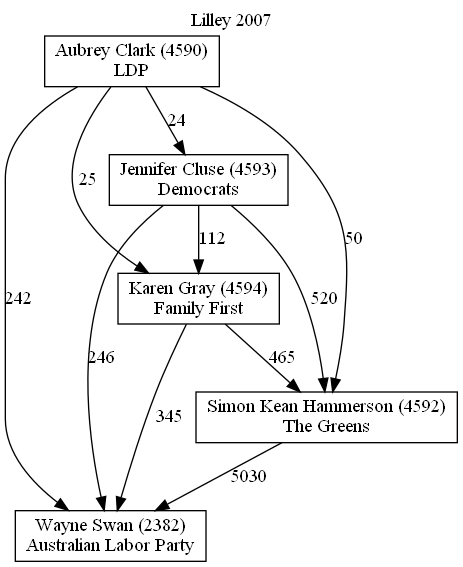 Lilley 2007
Aubrey Clark (4590)
LDP
24
Jennifer Cluse (4593)
Democrats
25
112
50
Karen Gray (4594)
Family First
242
246
520
345
465
Simon Kean Hammerson (4592)
The Greens
5030
Wayne Swan (2382)
Australian Labor Party